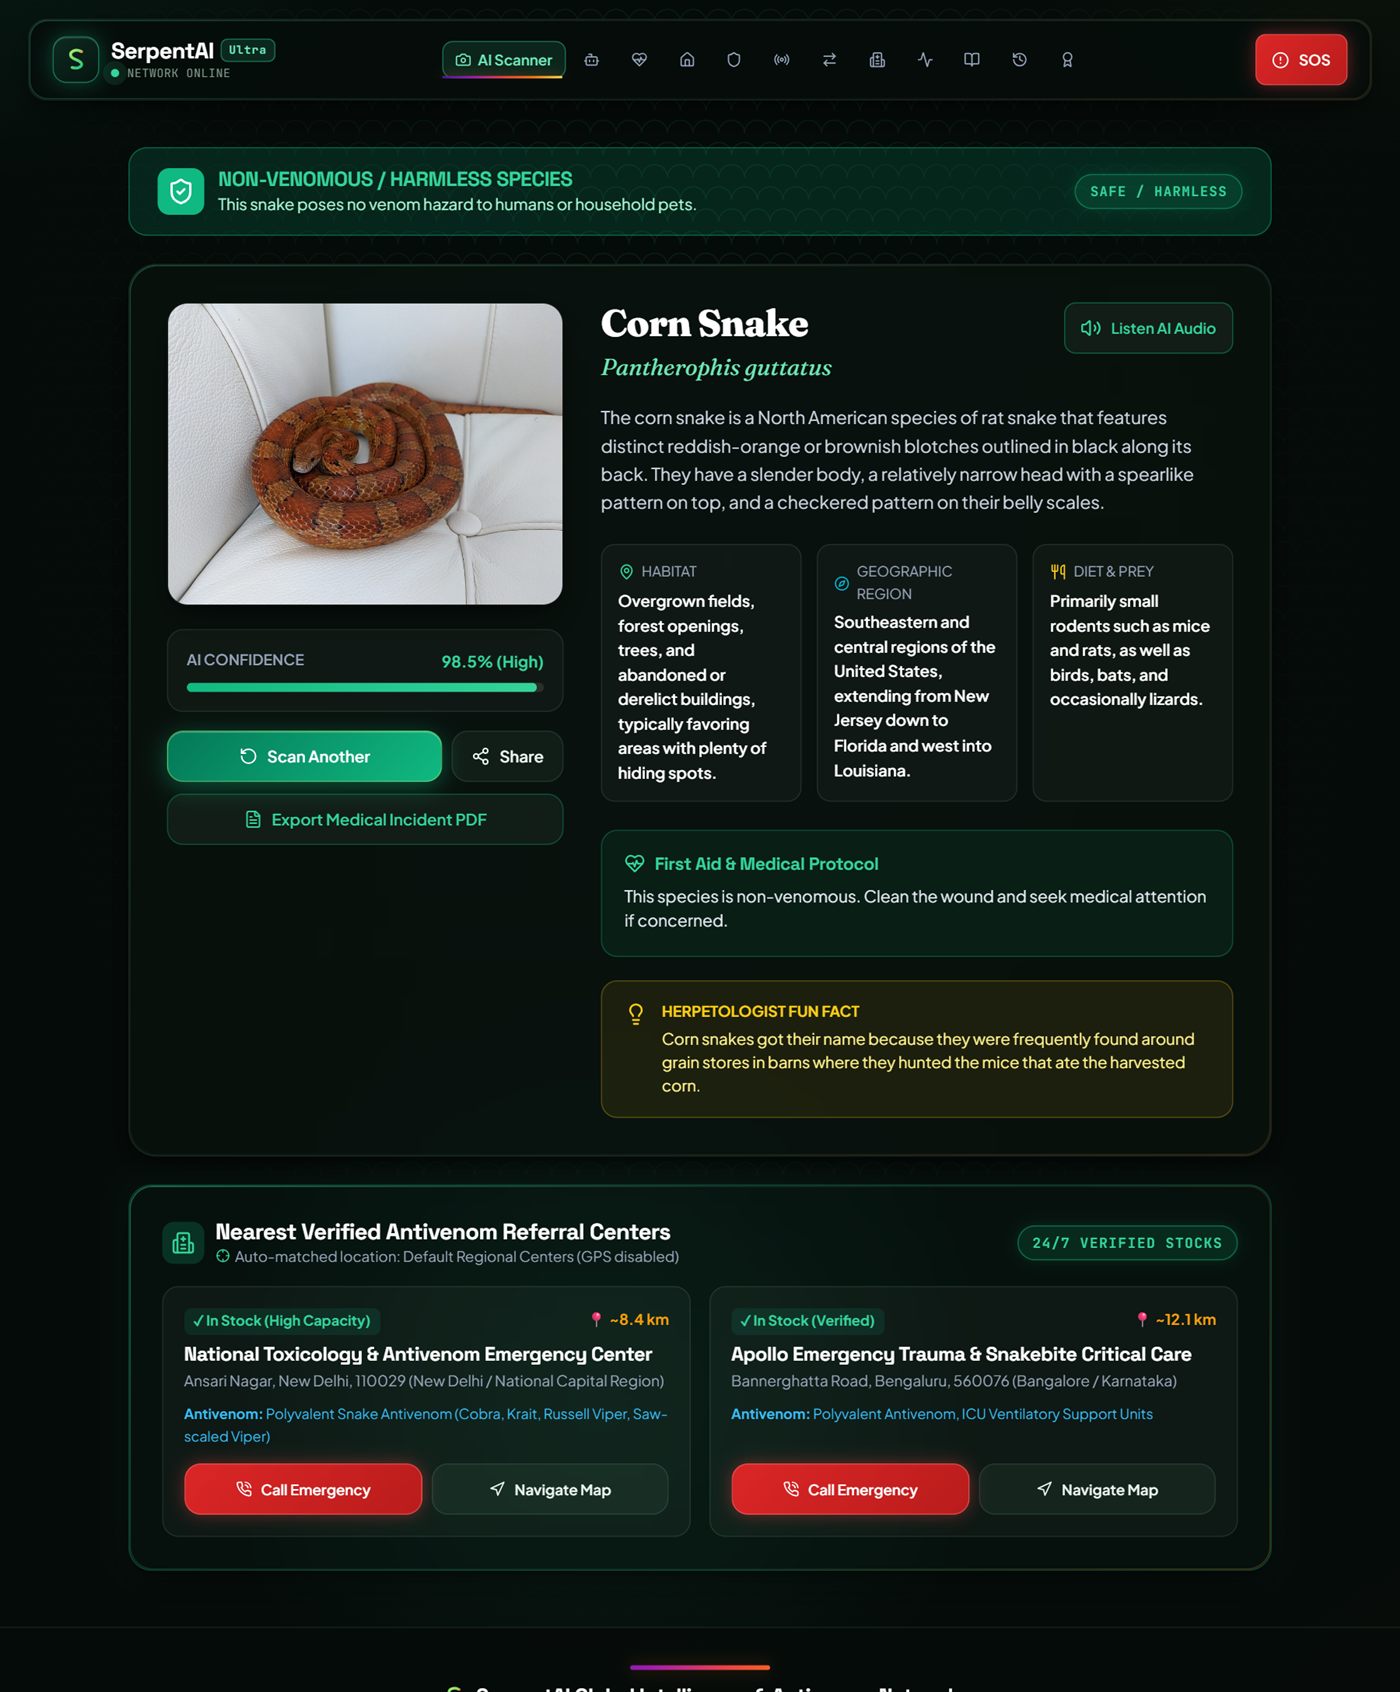 S SerpentAI Ultra
NETWORK ONLINE
AI Scanner
SOS
NON-VENOMOUS / HARMLESS SPECIES
This snake poses no venom hazard to humans or household pets.
SAFE / HARMLESS
Corn Snake
Pantherophis guttatus
Listen AI Audio
The corn snake is a North American species of rat snake that features
distinct reddish-orange or brownish blotches outlined in black along its
back. They have a slender body, a relatively narrow head with a spearlike
pattern on top, and a checkered pattern on their belly scales.
AI CONFIDENCE
98.5% (High)
Scan Another
Share
Export Medical Incident PDF
HABITAT
Overgrown fields,
forest openings,
trees, and
abandoned or
derelict buildings,
typically favoring
areas with plenty of
hiding spots.
GEOGRAPHIC
REGION
Southeastern and
central regions of the
United States,
extending from New
Jersey down to
Florida and west into
Louisiana.
DIET & PREY
Primarily small
rodents such as mice
and rats, as well as
birds, bats, and
occasionally lizards.
First Aid & Medical Protocol
This species is non-venomous. Clean the wound and seek medical attention
if concerned.
HERPETOLOGIST FUN FACT
Corn snakes got their name because they were frequently found around
grain stores in barns where they hunted the mice that ate the harvested
corn.
Nearest Verified Antivenom Referral Centers
Auto-matched location: Default Regional Centers (GPS disabled)
24/7 VERIFIED STOCKS
✓ In Stock (High Capacity)
~8.4 km
National Toxicology & Antivenom Emergency Center
Ansari Nagar, New Delhi, 110029 (New Delhi / National Capital Region)
Antivenom: Polyvalent Snake Antivenom (Cobra, Krait, Russell Viper, Saw-
scaled Viper)
Call Emergency
Navigate Map
✓ In Stock (Verified)
~12.1 km
Apollo Emergency Trauma & Snakebite Critical Care
Bannerghatta Road, Bengaluru, 560076 (Bangalore / Karnataka)
Antivenom: Polyvalent Antivenom, ICU Ventilatory Support Units
Call Emergency
Navigate Map